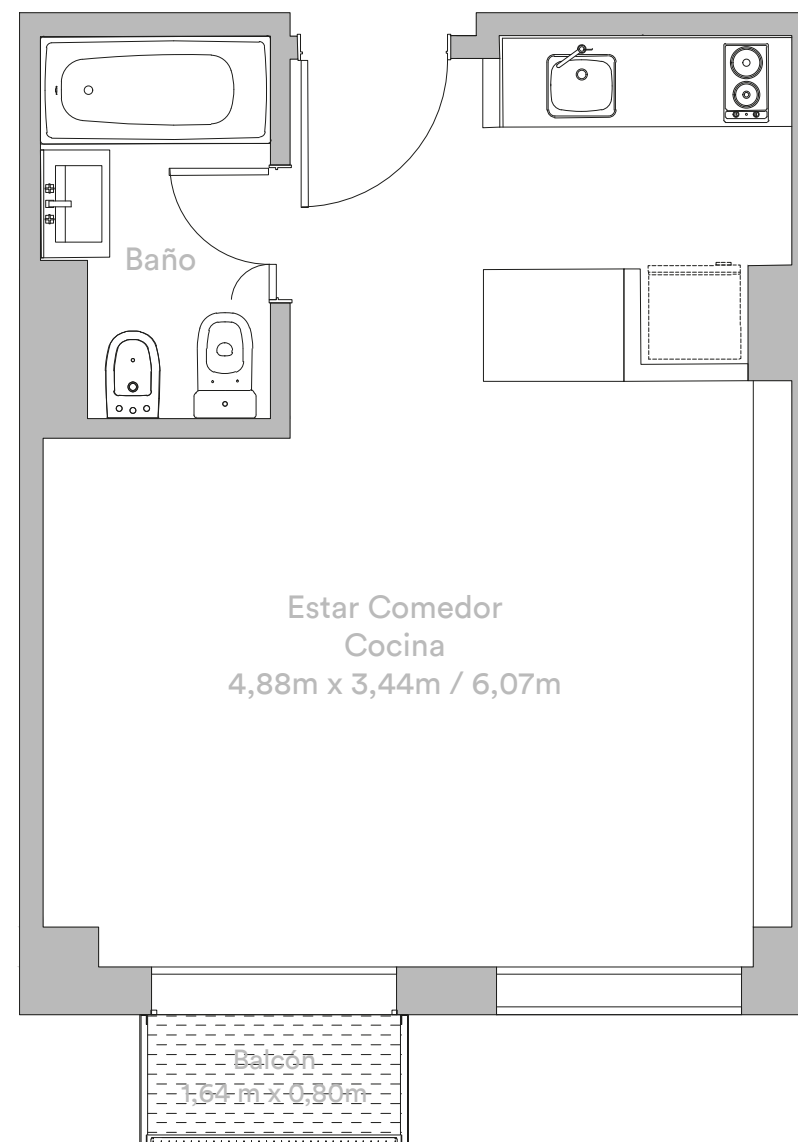 Baño
Estar Comedor
Cocina
4,88m x 3,44m / 6,07m
Balcón
1,64 m x 0,80m